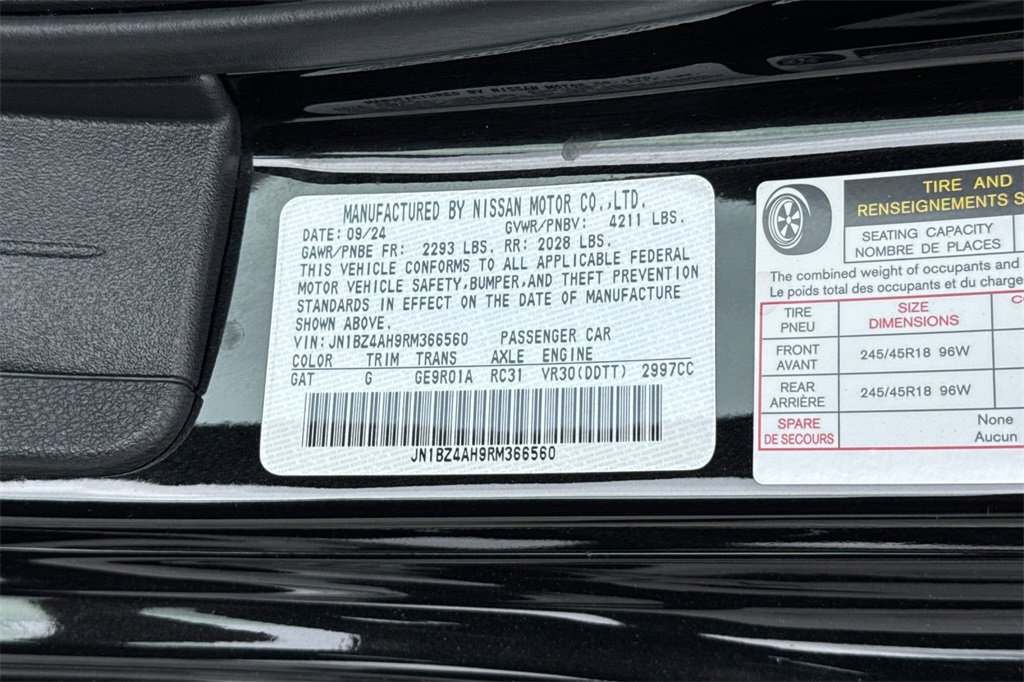 MANUFACTURED BY NISSAN MOTOR CO.,LTD.
DATE: 09/24 GVWR/PNBV: 4211 LBS.
GAWR/PNBE FR: 2293 LBS. RR: 2028 LBS.
THIS VEHICLE CONFORMS TO ALL APPLICABLE FEDERAL
MOTOR VEHICLE SAFETY,BUMPER,AND THEFT PREVENTION
STANDARDS IN EFFECT ON THE DATE OF MANUFACTURE
SHOWN ABOVE.
VIN: JN1BZ4AH9RM366560 PASSENGER CAR
COLOR TRIM TRANS AXLE ENGINE
GAT G GE9R01A RC31 VR30(DDTT) 2997CC
JN1BZ4AH9RM366560
TIRE AND
RENSEIGNEMENTS S
SEATING CAPACITY
NOMBRE DE PLACES
The combined weight of occupants and
Le poids total des occupants et du charge
TIRE SIZE
PNEU DIMENSIONS
FRONT
AVANT 245/45R18 96W
REAR
ARRIÈRE 245/45R18 96W
SPARE None
DE SECOURS Aucun